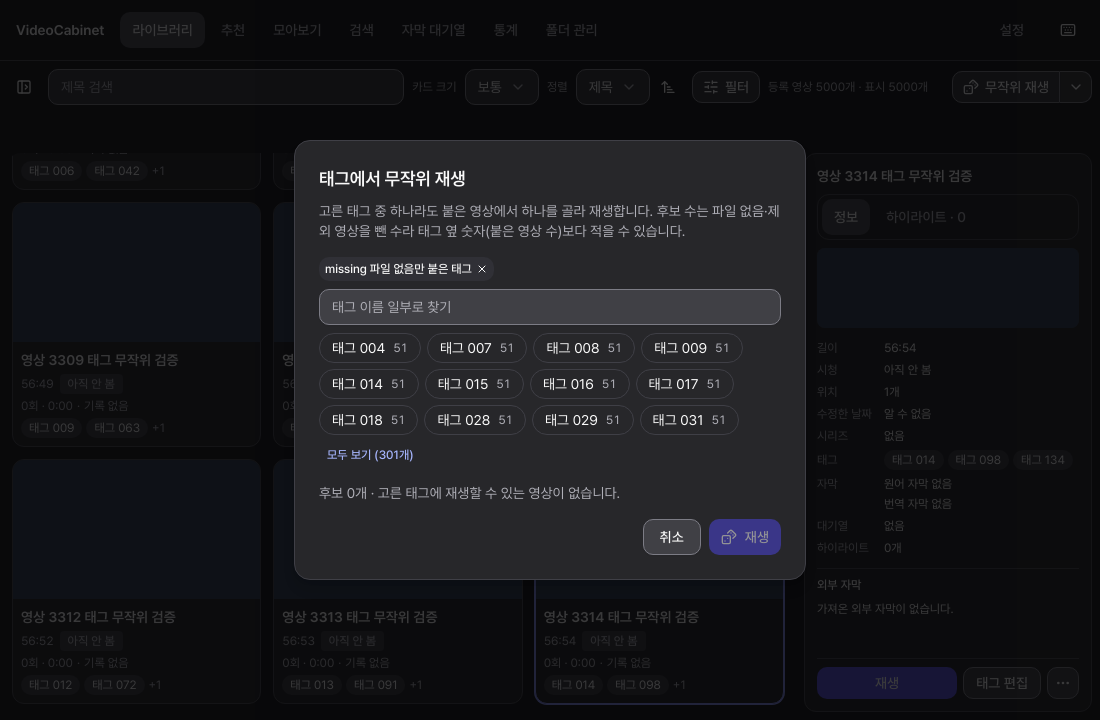 VideoCabinet 라이브러리 추천 모아보기 검색 자막 대기열 통계 폴더 관리 설정
제목 검색 카드 크기 보통 정렬 제목 필터 등록 영상 5000개 · 표시 5000개 무작위 재생
태그 006 태그 042 +1
영상 3309 태그 무작위 검증
56:49 아직 안 봄
0회 · 0:00 · 기록 없음
태그 009 태그 063 +1
영상 3312 태그 무작위 검증
56:52 아직 안 봄
0회 · 0:00 · 기록 없음
태그 012 태그 072 +1
영상 3313 태그 무작위 검증
56:53 아직 안 봄
0회 · 0:00 · 기록 없음
태그 013 태그 091 +1
영상 3314 태그 무작위 검증
56:54 아직 안 봄
0회 · 0:00 · 기록 없음
태그 014 태그 098 +1
태그에서 무작위 재생
고른 태그 중 하나라도 붙은 영상에서 하나를 골라 재생합니다. 후보 수는 파일 없음·제
외 영상을 뺀 수라 태그 옆 숫자(붙은 영상 수)보다 적을 수 있습니다.
missing 파일 없음만 붙은 태그
태그 이름 일부로 찾기
태그 004 51 태그 007 51 태그 008 51 태그 009 51
태그 014 51 태그 015 51 태그 016 51 태그 017 51
태그 018 51 태그 028 51 태그 029 51 태그 031 51
모두 보기 (301개)
후보 0개 · 고른 태그에 재생할 수 있는 영상이 없습니다.
취소 재생
영상 3314 태그 무작위 검증
정보 하이라이트 · 0
길이 56:54
시청 아직 안 봄
위치 1개
수정한 날짜 알 수 없음
시리즈 없음
태그 태그 014 태그 098 태그 134
자막 원어 자막 없음
번역 자막 없음
대기열 없음
하이라이트 0개
외부 자막
가져온 외부 자막이 없습니다.
재생 태그 편집